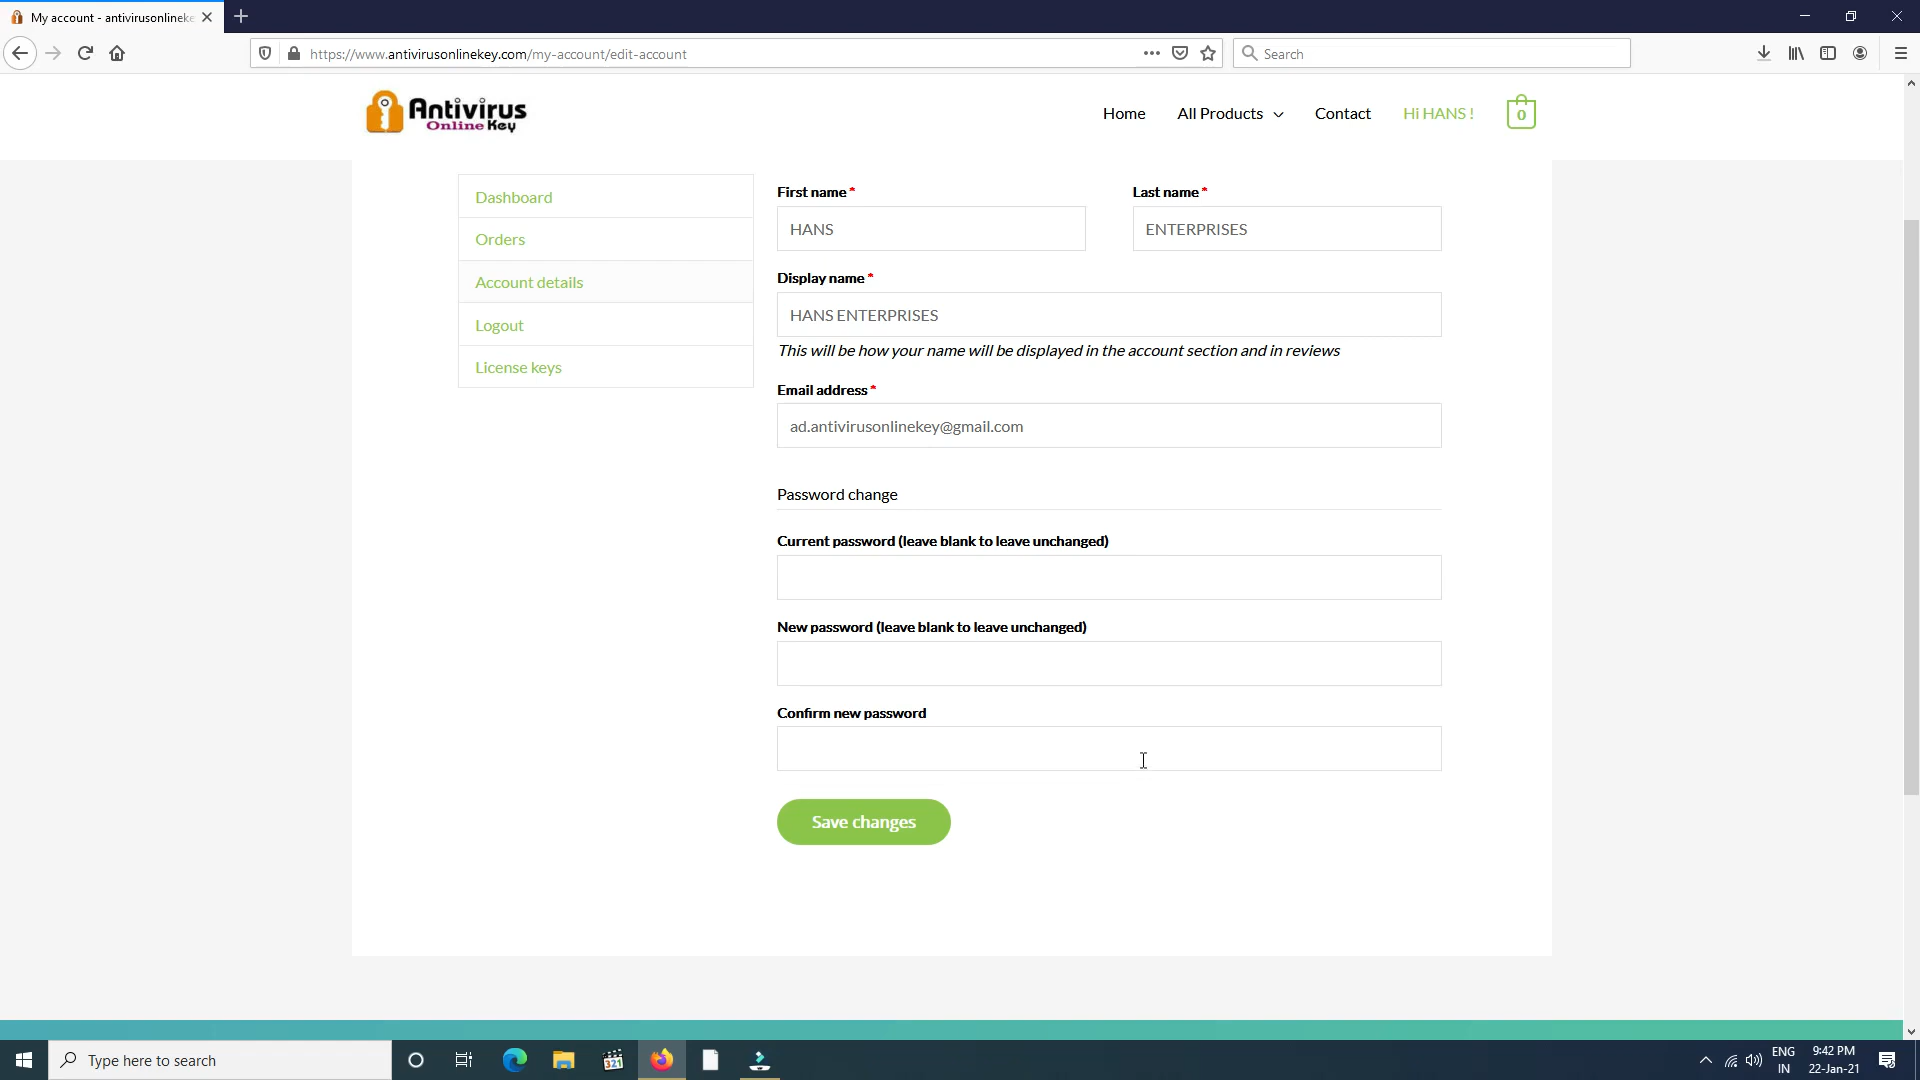 My account - antivirusonlineke
https://www.antivirusonlinekey.com/my-account/edit-account
Search
Antivirus
Online Key
Home
All Products
Contact
Hi HANS !
0
Dashboard
Orders
Account details
Logout
License keys
First name *
Last name *
HANS
ENTERPRISES
Display name *
HANS ENTERPRISES
This will be how your name will be displayed in the account section and in reviews
Email address *
ad.antivirusonlinekey@gmail.com
Password change
Current password (leave blank to leave unchanged)
New password (leave blank to leave unchanged)
Confirm new password
Save changes
Type here to search
321
ENG
IN
9:42 PM
22-Jan-21